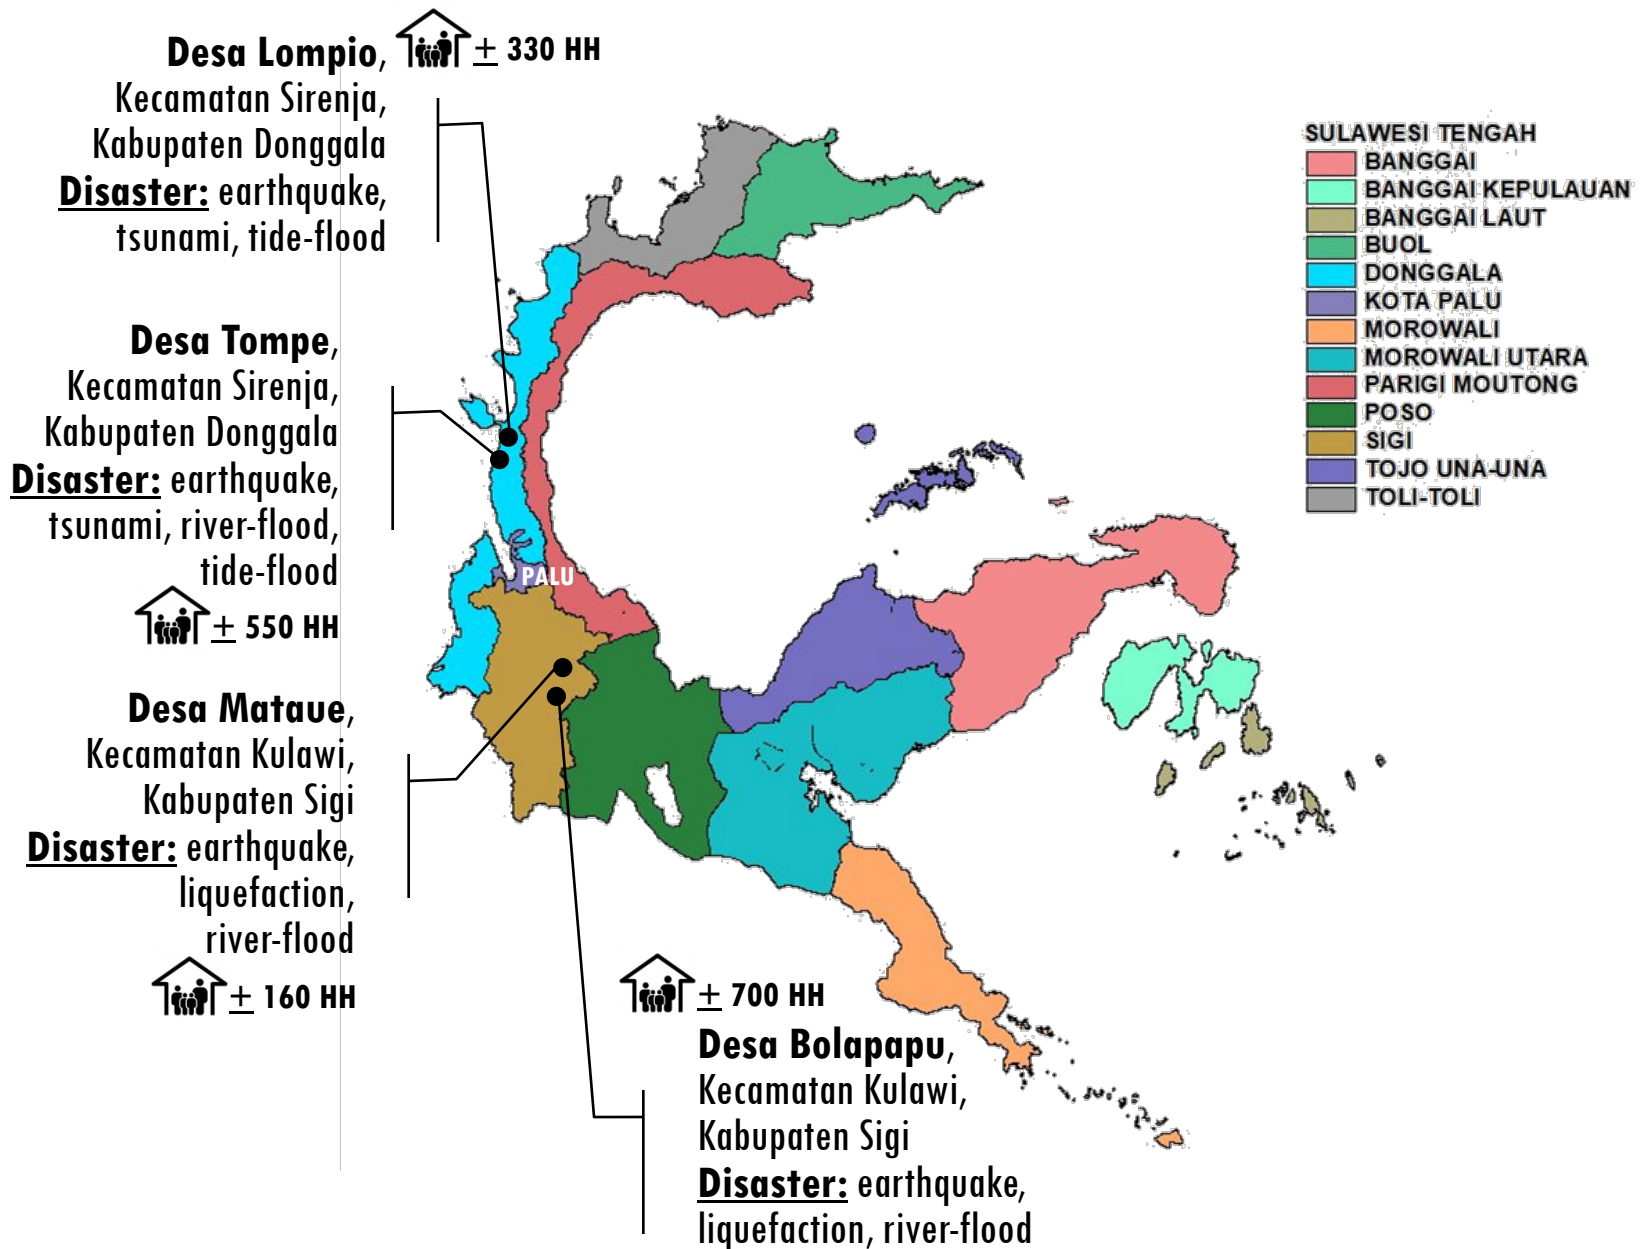 Desa Lompio,
± 330 HH
Kecamatan Sirenja,
Kabupaten Donggala
Disaster: earthquake,
tsunami, tide-flood
Desa Tompe,
Kecamatan Sirenja,
Kabupaten Donggala
Disaster: earthquake,
tsunami, river-flood,
tide-flood
± 550 HH
Desa Mataue,
Kecamatan Kulawi,
Kabupaten Sigi
Disaster: earthquake,
liquefaction,
river-flood
± 160 HH
± 700 HH
Desa Bolapapu,
Kecamatan Kulawi,
Kabupaten Sigi
Disaster: earthquake,
liquefaction, river-flood
PALU
SULAWESI TENGAH
BANGGAI
BANGGAI KEPULAUAN
BANGGAI LAUT
BUOL
DONGGALA
KOTA PALU
MOROWALI
MOROWALI UTARA
PARIGI MOUTONG
POSO
SIGI
TOJO UNA-UNA
TOLI-TOLI